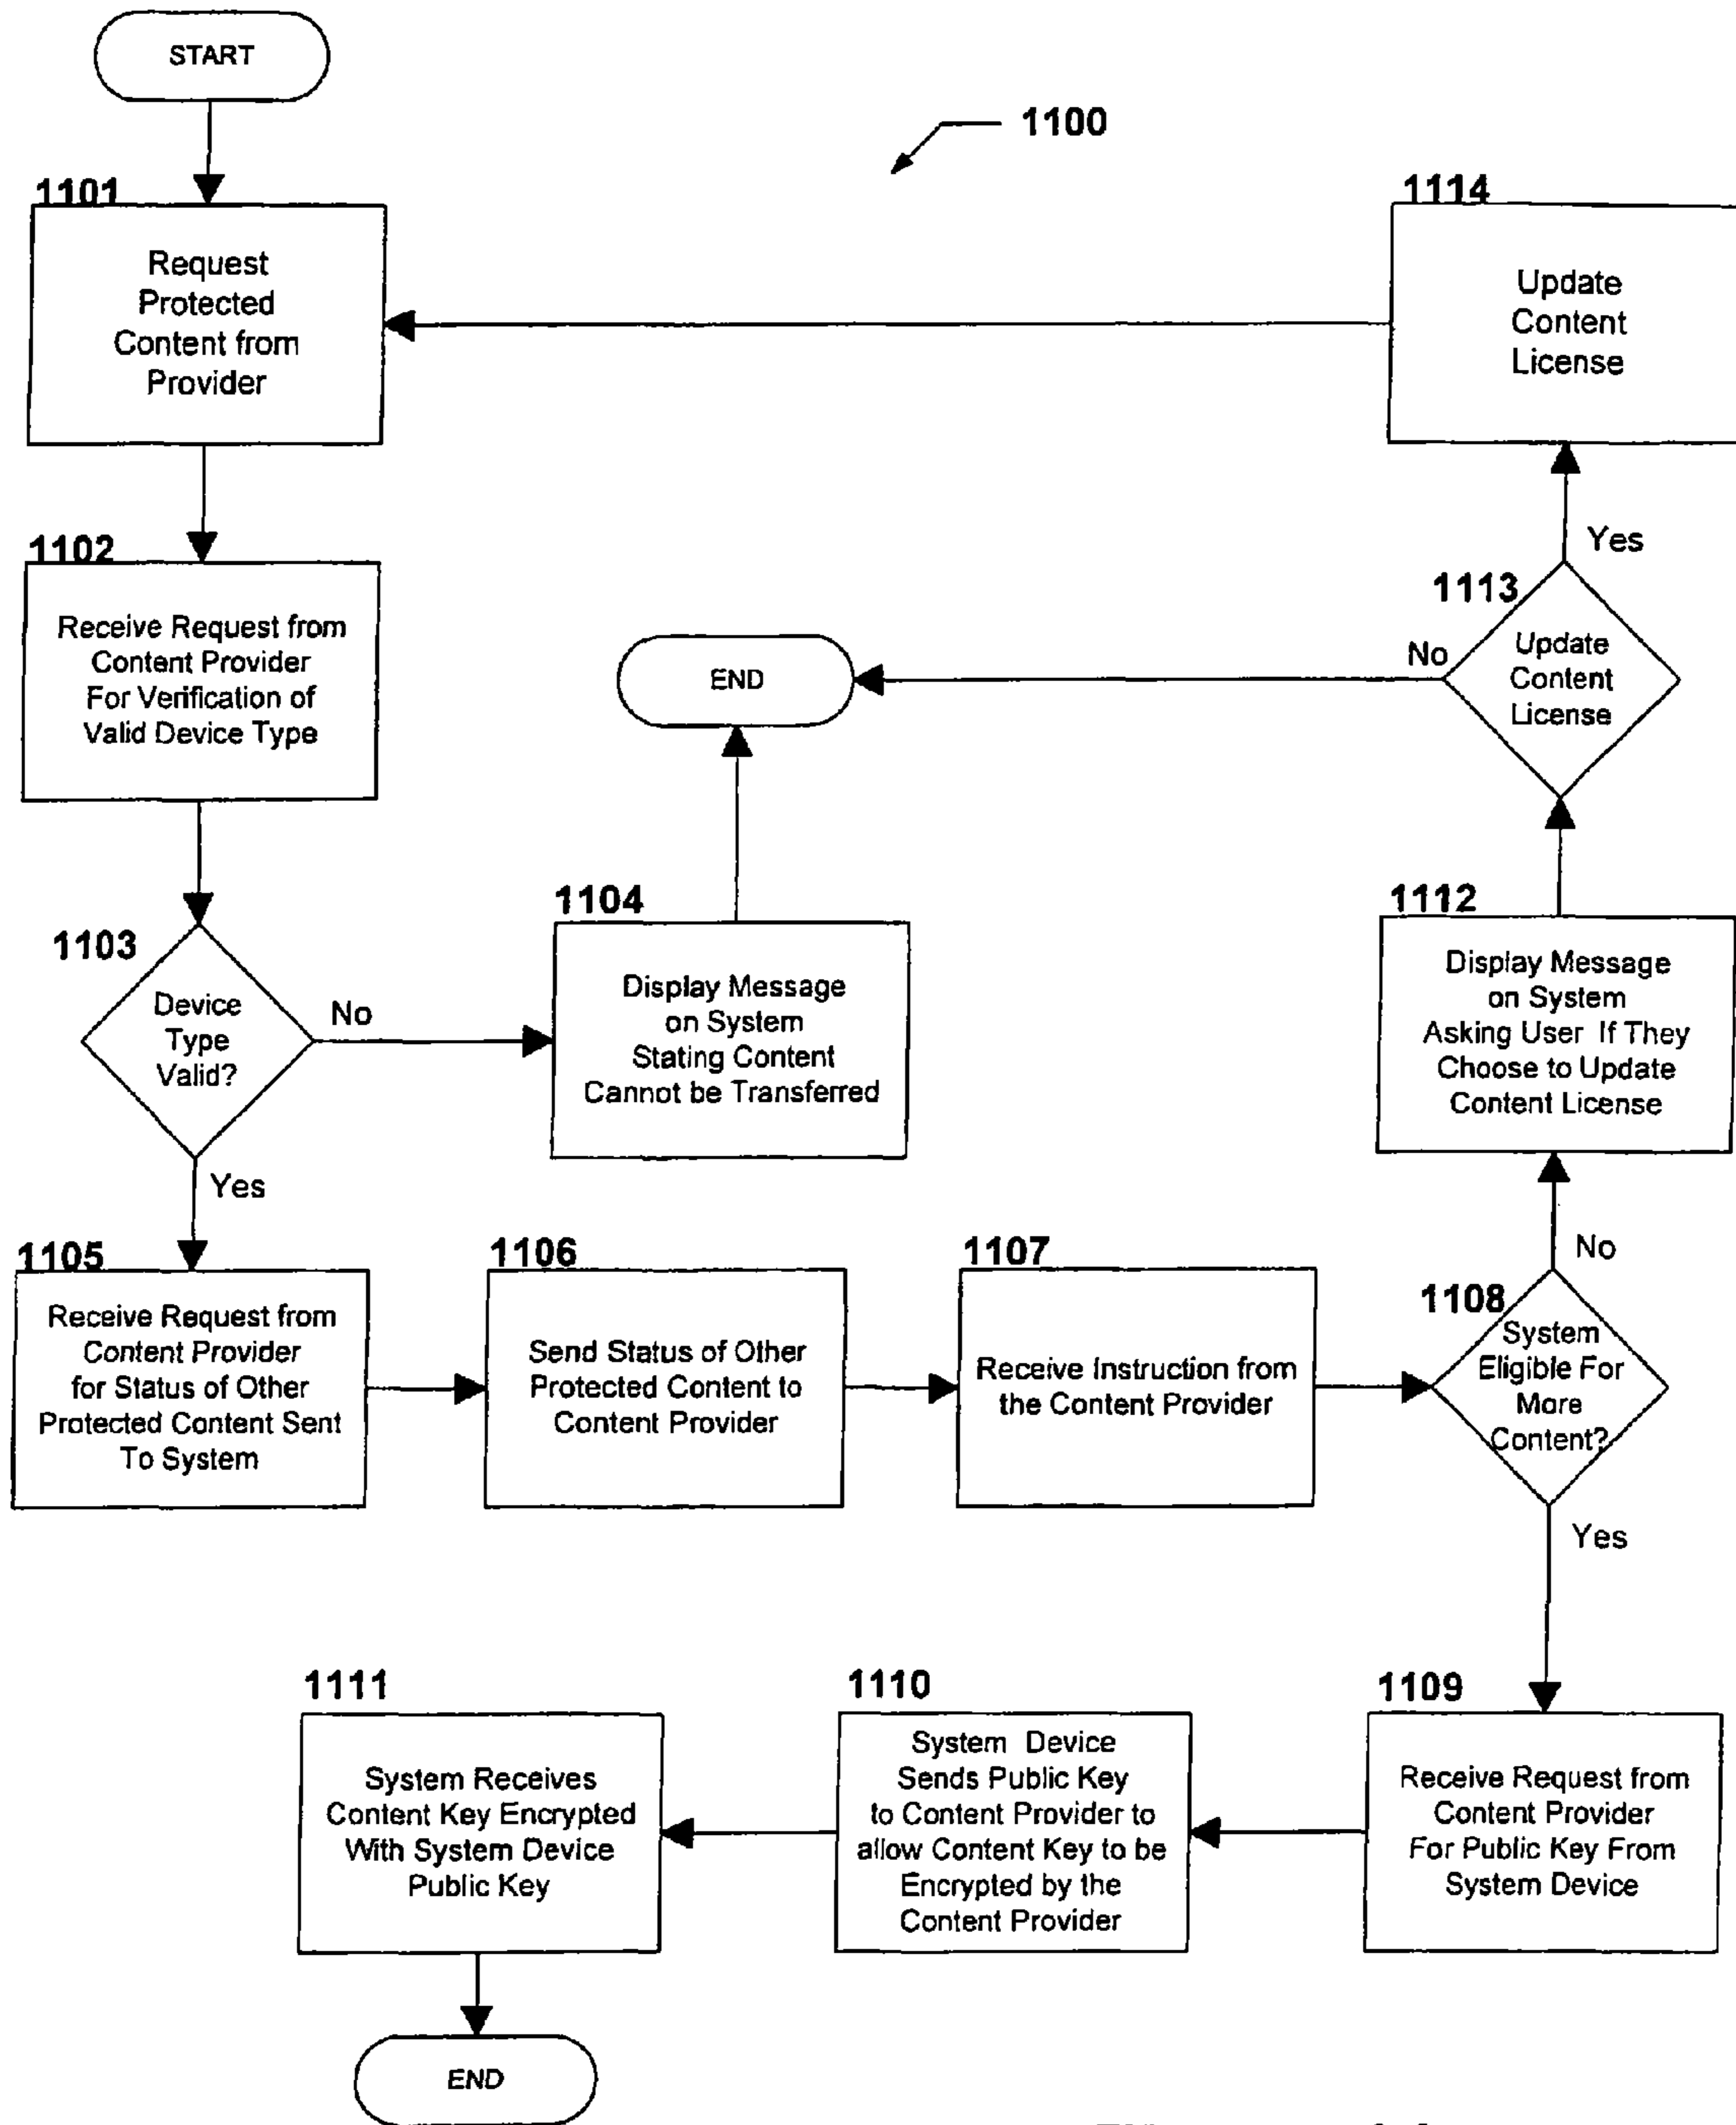 START
1100
1101
Request
Protected
Content from
Provider
1114
Update
Content
License
1102
Receive Request from
Content Provider
For Verification of
Valid Device Type
Yes
1113
Update
Content
License
No
END
1103
Device
Type
Valid?
No
1104
Display Message
on System
Stating Content
Cannot be Transferred
1112
Display Message
on System
Asking User If They
Choose to Update
Content License
Yes
No
1105
Receive Request from
Content Provider
for Status of Other
Protected Content Sent
To System
1106
Send Status of Other
Protected Content to
Content Provider
1107
Receive Instruction from
the Content Provider
1108
System
Eligible For
More
Content?
Yes
1111
System Receives
Content Key Encrypted
With System Device
Public Key
1110
System Device
Sends Public Key
to Content Provider to
allow Content Key to be
Encrypted by the
Content Provider
1109
Receive Request from
Content Provider
For Public Key From
System Device
END